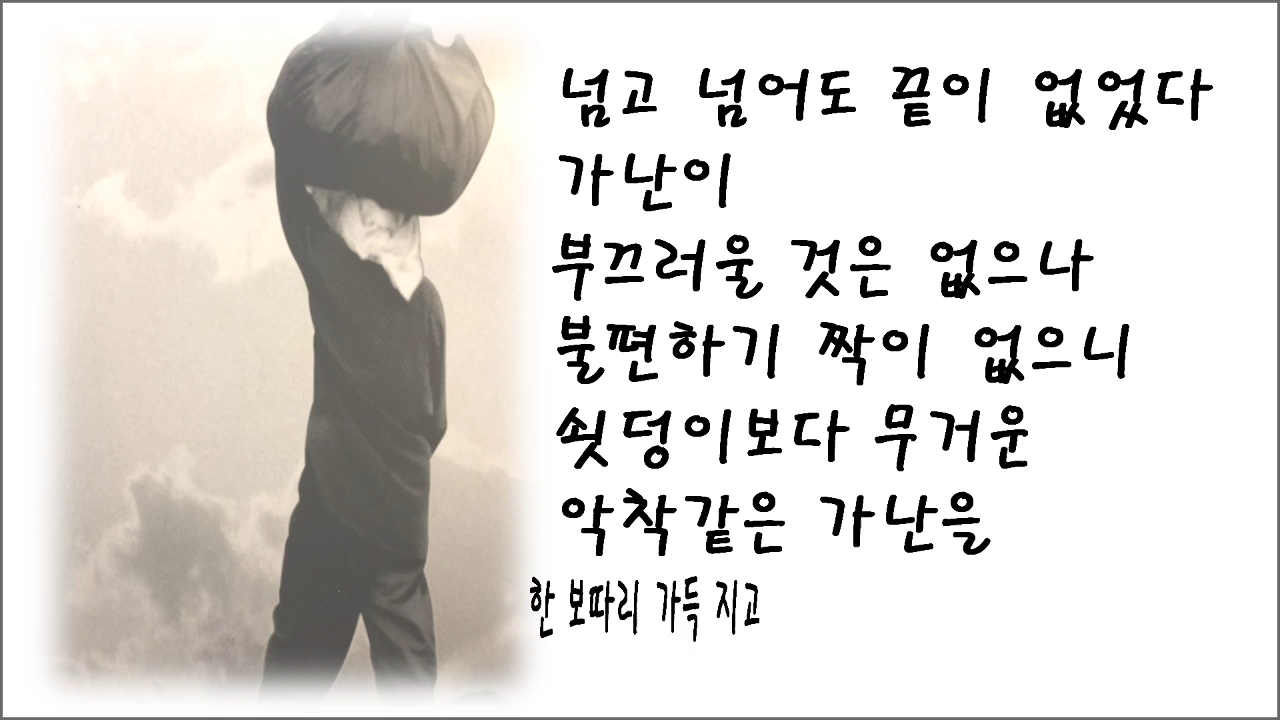 넘고 넘어도 끝이 없었다
가난이
부끄러울 것은 없으나
불편하기 짝이 없으니
쇳덩이보다 무거운
악착같은 가난을
한 보따리 가득 지고